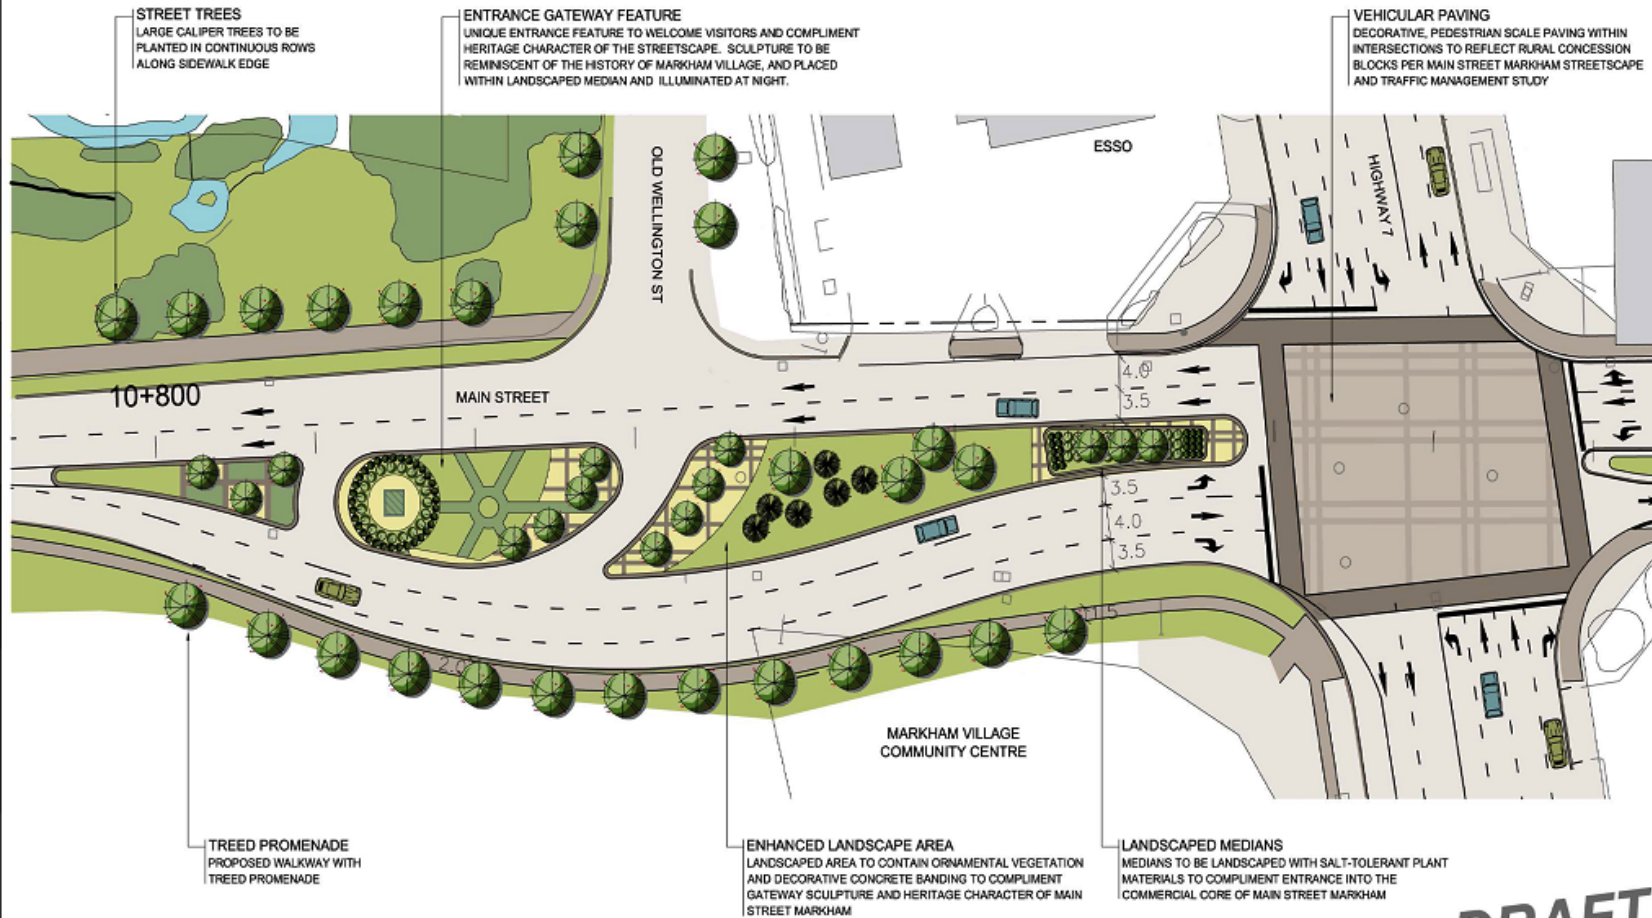 STREET TREES
LARGE CALIPER TREES TO BE
PLANTED IN CONTINUOUS ROWS
ALONG SIDEWALK EDGE
ENTRANCE GATEWAY FEATURE
UNIQUE ENTRANCE FEATURE TO WELCOME VISITORS AND COMPLIMENT
HERITAGE CHARACTER OF THE STREETSCAPE. SCULPTURE TO BE
REMINISCENT OF THE HISTORY OF MARKHAM VILLAGE, AND PLACED
WITHIN LANDSCAPED MEDIAN AND ILLUMINATED AT NIGHT.
VEHICULAR PAVING
DECORATIVE, PEDESTRIAN SCALE PAVING WITHIN
INTERSECTIONS TO REFLECT RURAL CONCESSION
BLOCKS PER MAIN STREET MARKHAM STREETSCAPE
AND TRAFFIC MANAGEMENT STUDY
ESSO
OLD WELLINGTON ST
HIGHWAY 7
10+800
MAIN STREET
4.0
3.5
3.5
4.0
3.5
1.5
2.0
MARKHAM VILLAGE
COMMUNITY CENTRE
TREED PROMENADE
PROPOSED WALKWAY WITH
TREED PROMENADE
ENHANCED LANDSCAPE AREA
LANDSCAPED AREA TO CONTAIN ORNAMENTAL VEGETATION
AND DECORATIVE CONCRETE BANDING TO COMPLIMENT
GATEWAY SCULPTURE AND HERITAGE CHARACTER OF MAIN
STREET MARKHAM
LANDSCAPED MEDIANS
MEDIANS TO BE LANDSCAPED WITH SALT-TOLERANT PLANT
MATERIALS TO COMPLIMENT ENTRANCE INTO THE
COMMERCIAL CORE OF MAIN STREET MARKHAM
DRAFT